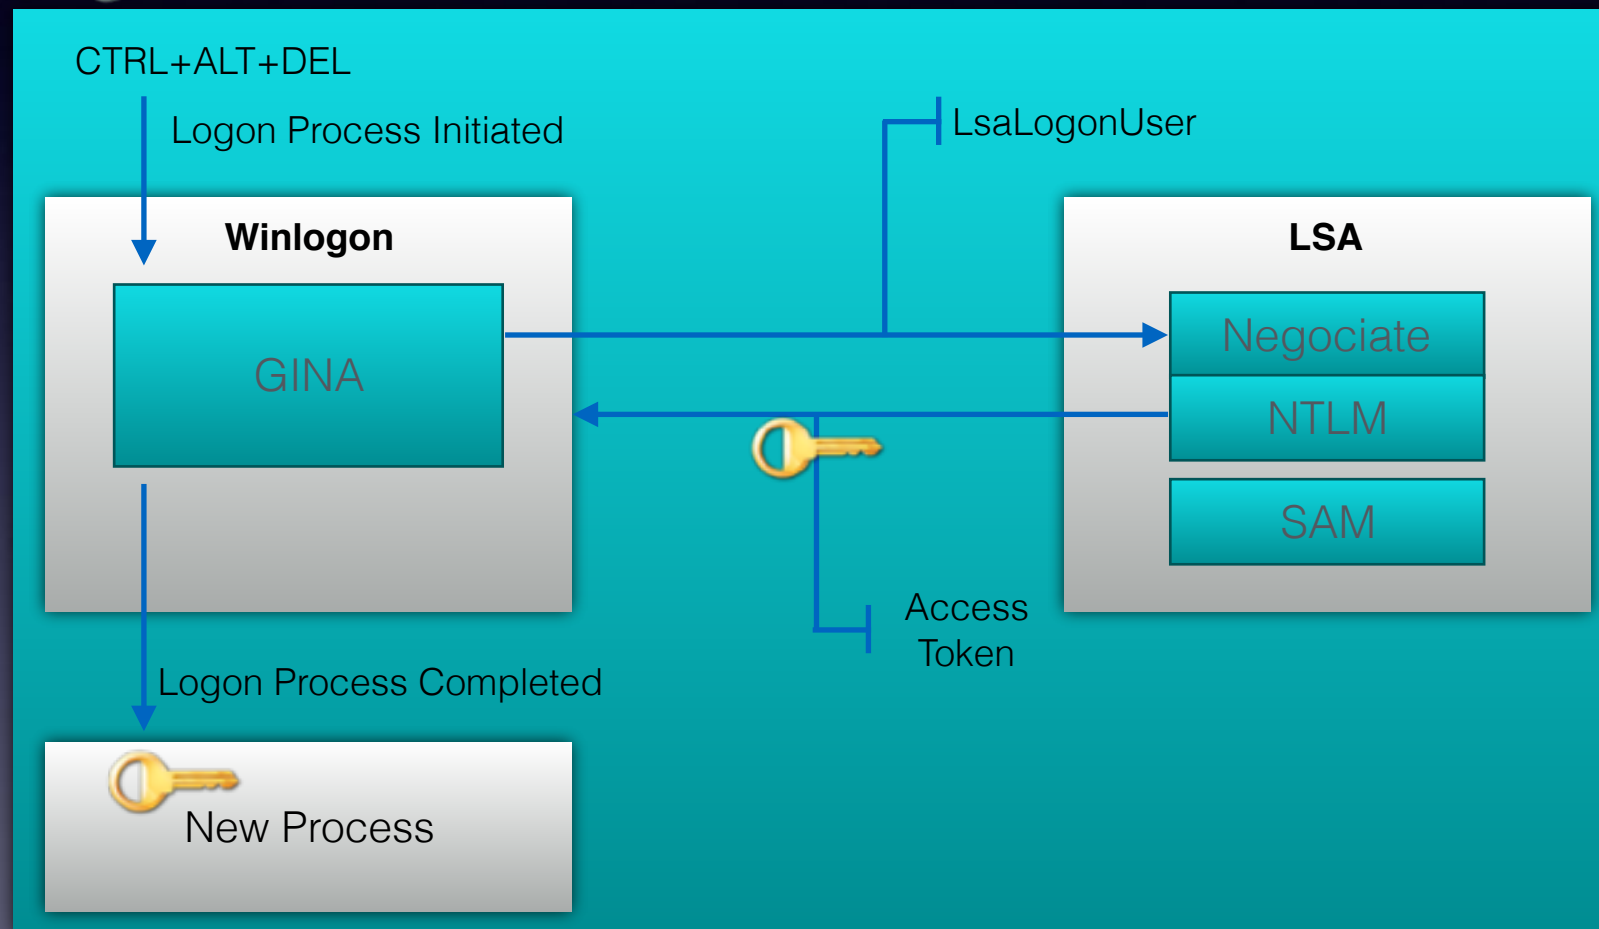 CTRL+ALT+DEL
Logon Process Initiated
LsaLogonUser
Winlogon
LSA
GINA
Negociate
NTLM
SAM
Access
Token
Logon Process Completed
New Process